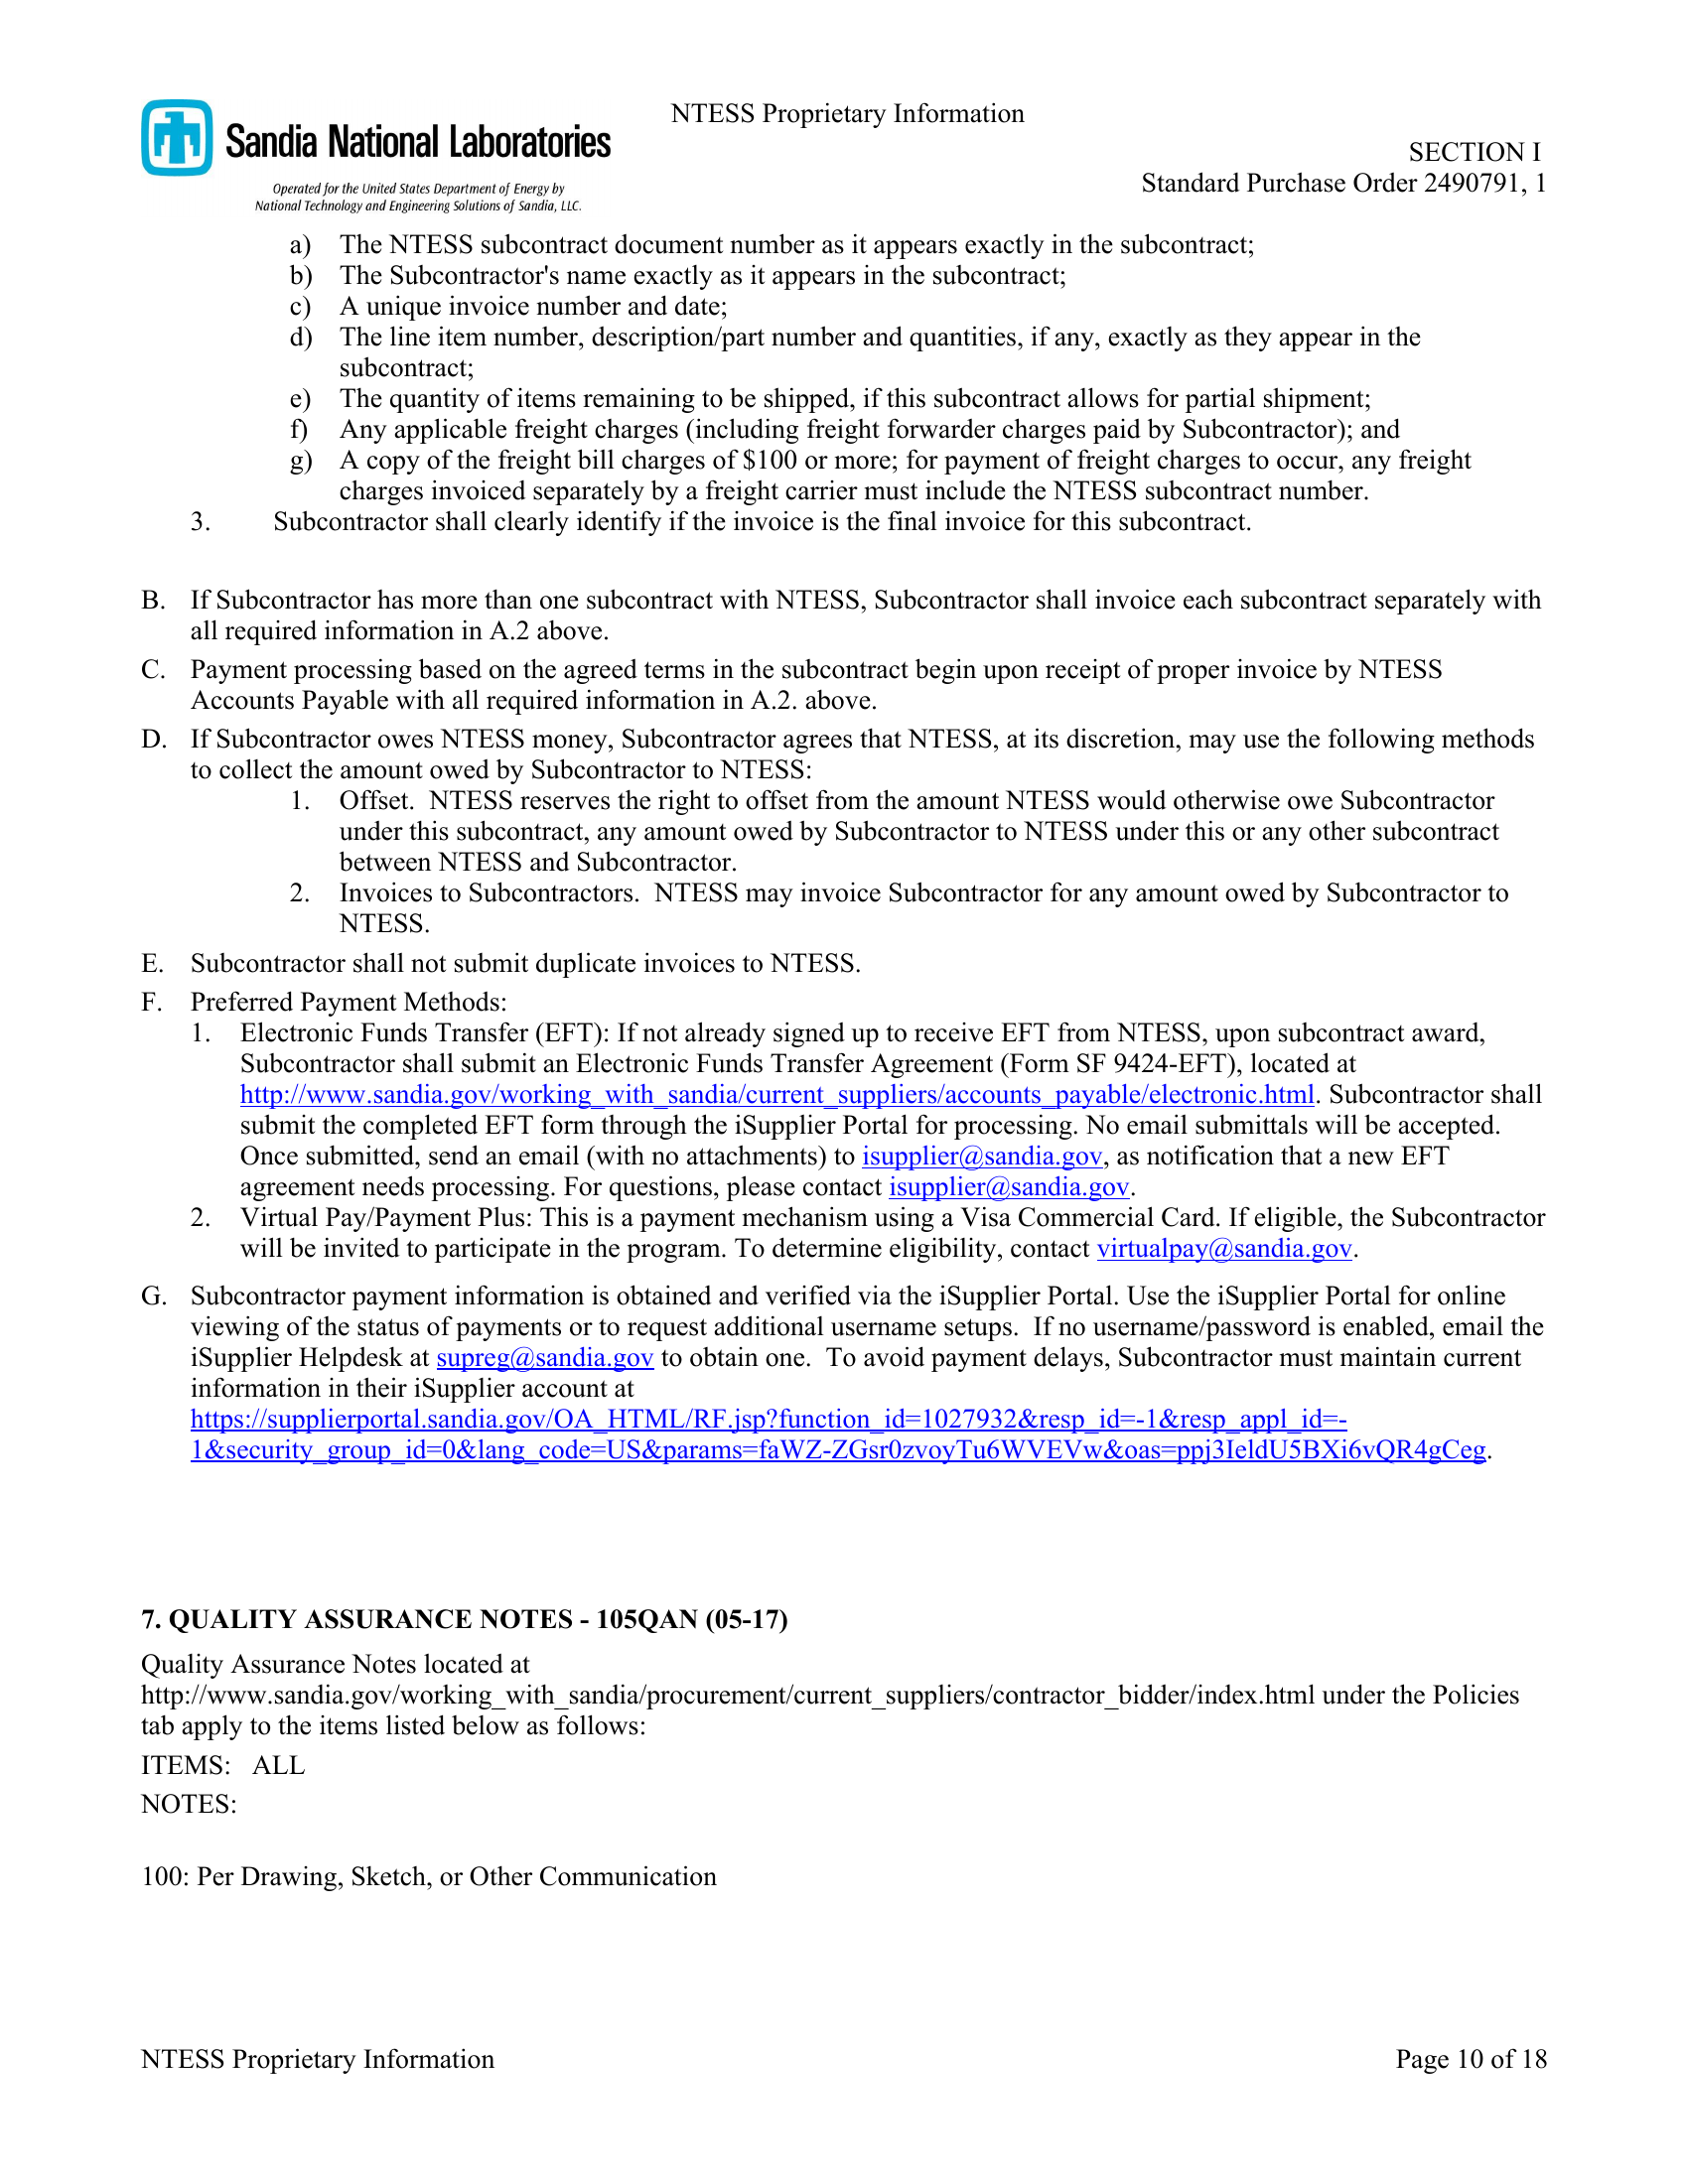 NTESS Proprietary Information
Sandia National Laboratories
Operated for the United States Department of Energy by
National Technology and Engineering Solutions of Sandia, LLC.
SECTION I
Standard Purchase Order 2490791, 1
a) The NTESS subcontract document number as it appears exactly in the subcontract;
b) The Subcontractor's name exactly as it appears in the subcontract;
c) A unique invoice number and date;
d) The line item number, description/part number and quantities, if any, exactly as they appear in the
subcontract;
e) The quantity of items remaining to be shipped, if this subcontract allows for partial shipment;
f) Any applicable freight charges (including freight forwarder charges paid by Subcontractor); and
g) A copy of the freight bill charges of $100 or more; for payment of freight charges to occur, any freight
charges invoiced separately by a freight carrier must include the NTESS subcontract number.
3. Subcontractor shall clearly identify if the invoice is the final invoice for this subcontract.
B. If Subcontractor has more than one subcontract with NTESS, Subcontractor shall invoice each subcontract separately with
all required information in A.2 above.
C. Payment processing based on the agreed terms in the subcontract begin upon receipt of proper invoice by NTESS
Accounts Payable with all required information in A.2. above.
D. If Subcontractor owes NTESS money, Subcontractor agrees that NTESS, at its discretion, may use the following methods
to collect the amount owed by Subcontractor to NTESS:
1. Offset. NTESS reserves the right to offset from the amount NTESS would otherwise owe Subcontractor
under this subcontract, any amount owed by Subcontractor to NTESS under this or any other subcontract
between NTESS and Subcontractor.
2. Invoices to Subcontractors. NTESS may invoice Subcontractor for any amount owed by Subcontractor to
NTESS.
E. Subcontractor shall not submit duplicate invoices to NTESS.
F. Preferred Payment Methods:
1. Electronic Funds Transfer (EFT): If not already signed up to receive EFT from NTESS, upon subcontract award,
Subcontractor shall submit an Electronic Funds Transfer Agreement (Form SF 9424-EFT), located at
http://www.sandia.gov/working_with_sandia/current_suppliers/accounts_payable/electronic.html. Subcontractor shall
submit the completed EFT form through the iSupplier Portal for processing. No email submittals will be accepted.
Once submitted, send an email (with no attachments) to isupplier@sandia.gov, as notification that a new EFT
agreement needs processing. For questions, please contact isupplier@sandia.gov.
2. Virtual Pay/Payment Plus: This is a payment mechanism using a Visa Commercial Card. If eligible, the Subcontractor
will be invited to participate in the program. To determine eligibility, contact virtualpay@sandia.gov.
G. Subcontractor payment information is obtained and verified via the iSupplier Portal. Use the iSupplier Portal for online
viewing of the status of payments or to request additional username setups. If no username/password is enabled, email the
iSupplier Helpdesk at supreg@sandia.gov to obtain one. To avoid payment delays, Subcontractor must maintain current
information in their iSupplier account at
https://supplierportal.sandia.gov/OA_HTML/RF.jsp?function_id=1027932&resp_id=-1&resp_appl_id=-
1&security_group_id=0&lang_code=US&params=faWZ-ZGsr0zvoyTu6WVEVw&oas=ppj3IeldU5BXi6vQR4gCeg.
7. QUALITY ASSURANCE NOTES - 105QAN (05-17)
Quality Assurance Notes located at
http://www.sandia.gov/working_with_sandia/procurement/current_suppliers/contractor_bidder/index.html under the Policies
tab apply to the items listed below as follows:
ITEMS: ALL
NOTES:
100: Per Drawing, Sketch, or Other Communication
NTESS Proprietary Information
Page 10 of 18